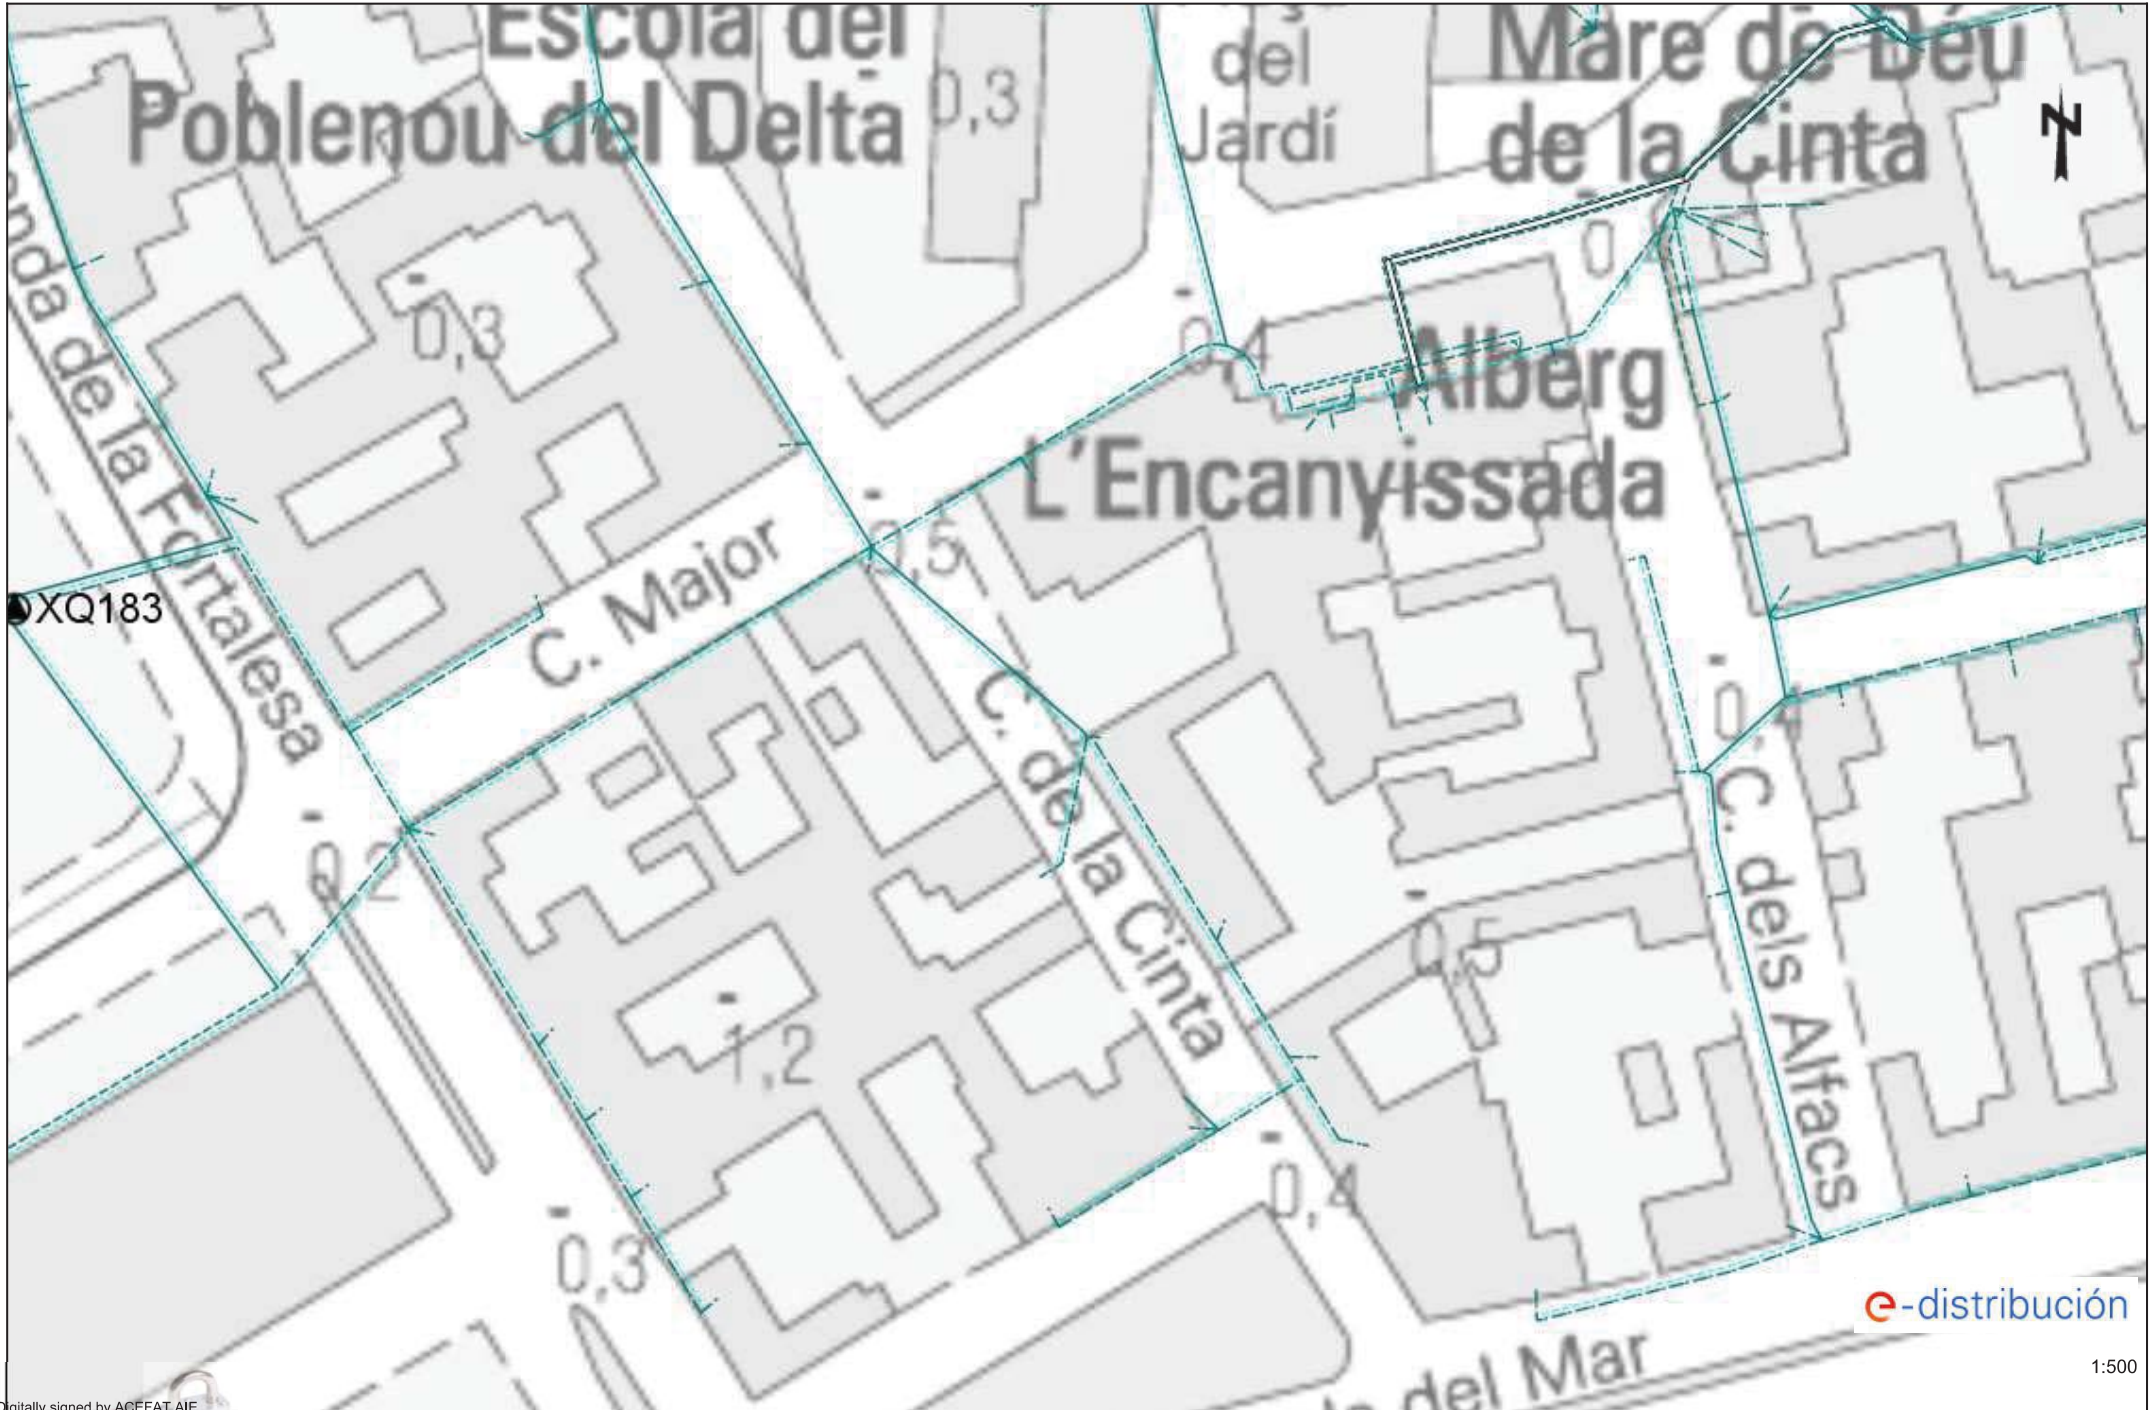 Escola del
Poblenou del Delta
0,3
del
Jardí
Mare de Déu
de la Cinta
N
0,3
0,4
Alberg
L'Encanyissada
anda de la Fortalesa
XQ183
C. Major
0,5
0,4
C. de la Cinta
C. dels Alfacs
0,2
0,5
1,2
0,4
0,3
e-distribución
del Mar
1:500
Digitally signed by ACEFAT AIE